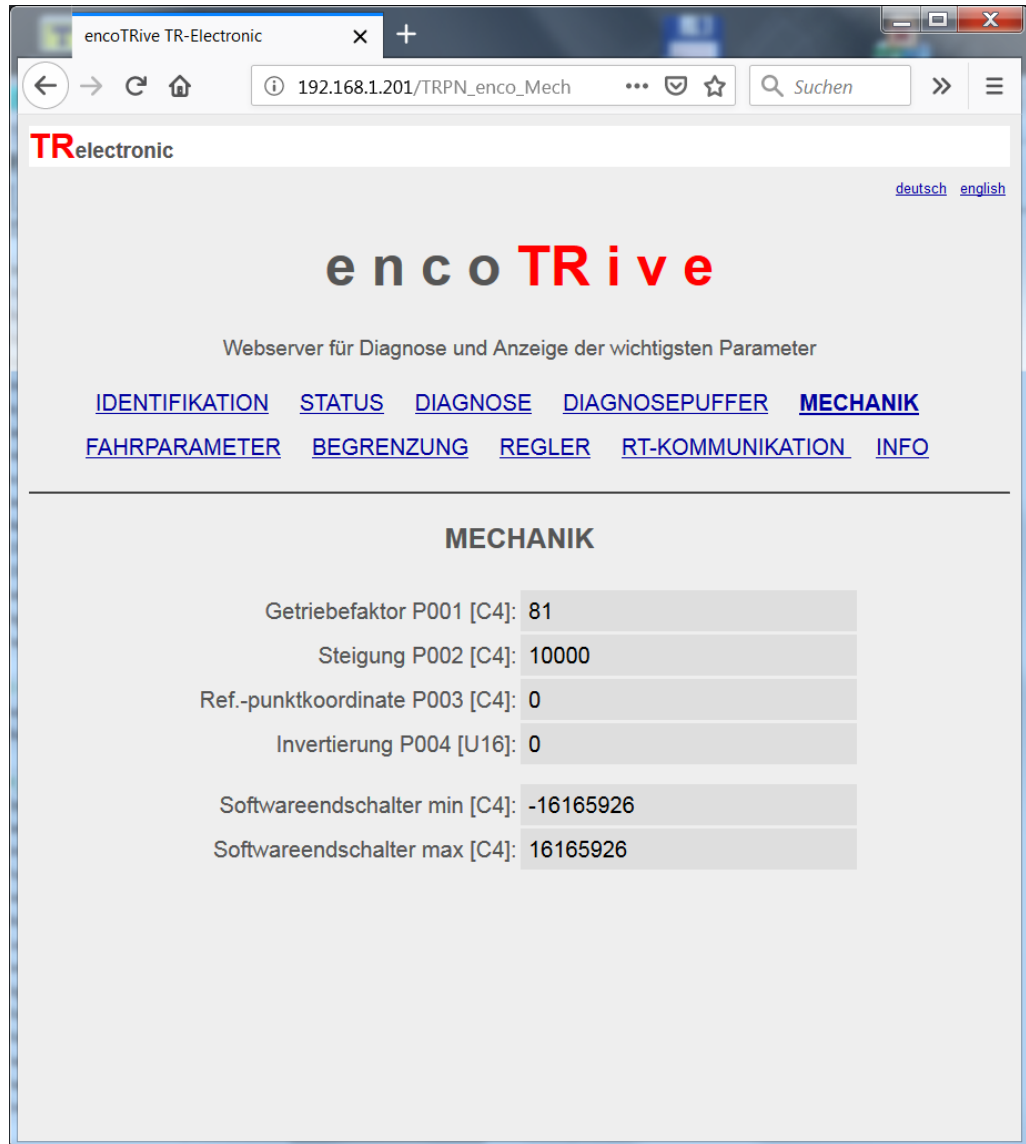 encoTRive TR-Electronic
192.168.1.201/TRPN_enco_Mech
Suchen
TRelectronic
deutsch english
encoTRive
Webserver für Diagnose und Anzeige der wichtigsten Parameter
IDENTIFIKATION STATUS DIAGNOSE DIAGNOSEPUFFER MECHANIK
FAHRPARAMETER BEGRENZUNG REGLER RT-KOMMUNIKATION INFO
MECHANIK
Getriebefaktor P001 [C4]: 81
Steigung P002 [C4]: 10000
Ref.-punktkoordinate P003 [C4]: 0
Invertierung P004 [U16]: 0
Softwareendschalter min [C4]: -16165926
Softwareendschalter max [C4]: 16165926